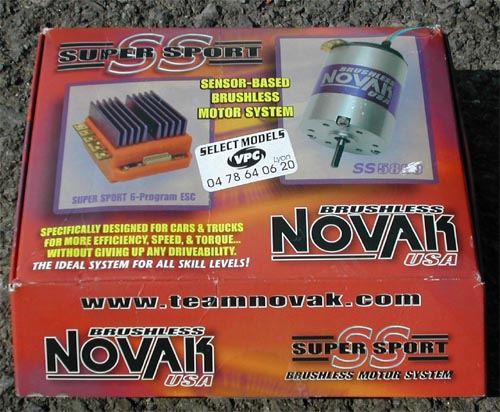 SS
SUPER SPORT
SENSOR-BASED
BRUSHLESS
MOTOR SYSTEM
BRUSHLESS
NOVAK
USA
SELECT MODELS
VPC
Lyon
04 78 64 06 20
SUPER SPORT 6-Program ESC
SPECIFICALLY DESIGNED FOR CARS & TRUCKS
FOR MORE EFFICIENCY, SPEED, & TORQUE...
WITHOUT GIVING UP ANY DRIVEABILITY.
THE IDEAL SYSTEM FOR ALL SKILL LEVELS!
BRUSHLESS
NOVAK
USA
www.teamnovak.com
BRUSHLESS
NOVAK
USA
SS
SUPER SPORT
BRUSHLESS MOTOR SYSTEM